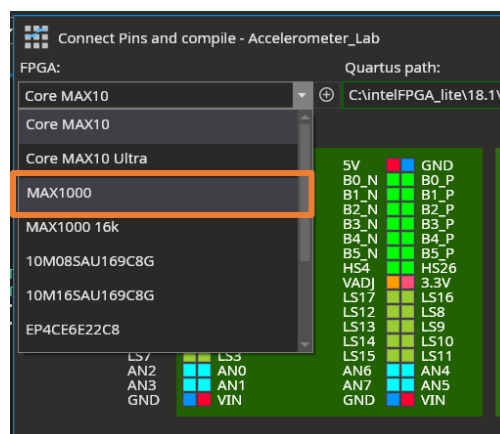 Connect Pins and compile - Accelerometer_Lab
FPGA: Quartus path:
Core MAX10 C:\intelFPGA_lite\18.1\
Core MAX10
Core MAX10 Ultra
MAX1000
MAX1000 16k
10M08SAU169C8G
10M16SAU169C8G
EP4CE6E22C8
5V GND
B0_N B0_P
B1_N B1_P
B2_N B2_P
B3_N B3_P
B4_N B4_P
B5_N B5_P
HS4 HS26
VADJ 3.3V
LS17 LS16
LS12 LS8
LS13 LS9
LS14 LS10
LS7 LS3 LS15 LS11
AN2 AN0 AN6 AN4
AN3 AN1 AN7 AN5
GND VIN GND VIN